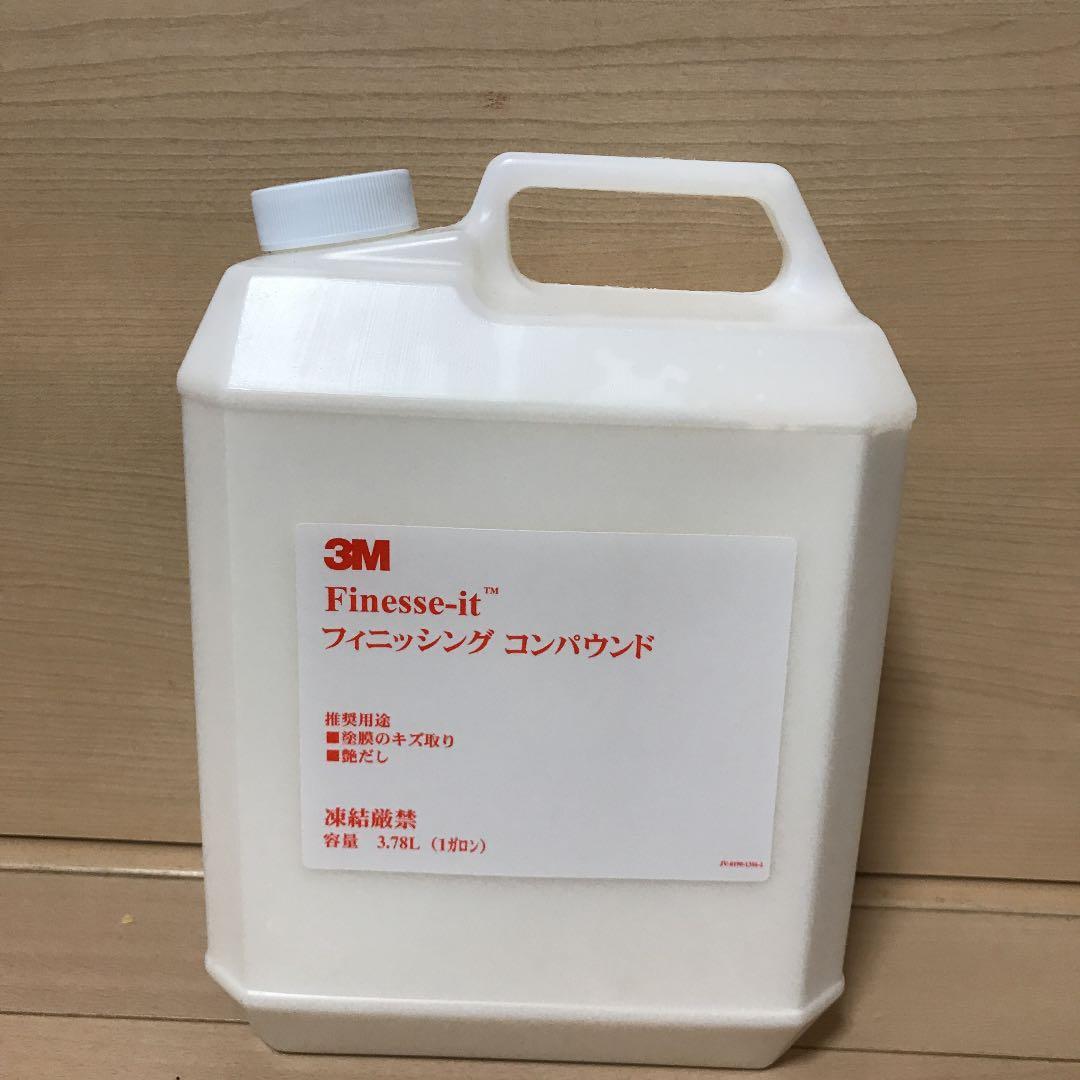 3M
Finesse-it™
フィニッシング コンパウンド
推奨用途
■塗膜のキズ取り
■艶だし
凍結厳禁
容量 3.78L（1ガロン）